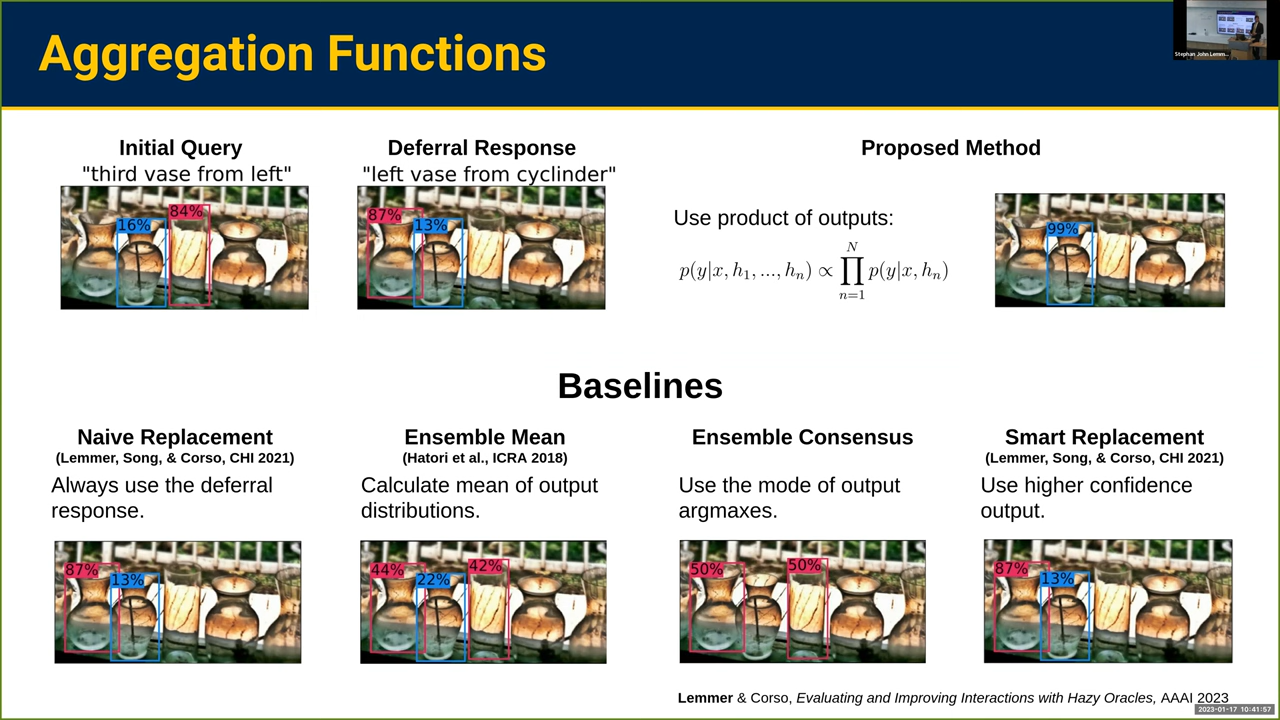 Aggregation Functions
Stephan John Lemm...
Initial Query
"third vase from left"
16%
84%
Deferral Response
"left vase from cylinder"
87%
13%
Proposed Method
Use product of outputs:
p(y|x, h_1, ..., h_n) ∝ ∏_{n=1}^{N} p(y|x, h_n)
99%
Baselines
Naive Replacement
(Lemmer, Song, & Corso, CHI 2021)
Always use the deferral
response.
87%
13%
Ensemble Mean
(Hatori et al., ICRA 2018)
Calculate mean of output
distributions.
44%
22%
42%
Ensemble Consensus
Use the mode of output
argmaxes.
50%
50%
Smart Replacement
(Lemmer, Song, & Corso, CHI 2021)
Use higher confidence
output.
87%
13%
Lemmer & Corso, Evaluating and Improving Interactions with Hazy Oracles, AAAI 2023
2023-01-17 10:41:57